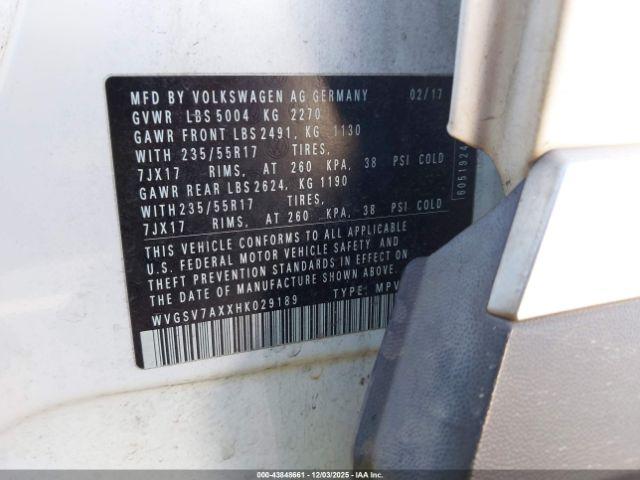 MFD BY VOLKSWAGEN AG GERMANY 02/17
GVWR LBS 5004 KG 2270
GAWR FRONT LBS 2491, KG 1130
WITH 235/55R17 TIRES,
7JX17 RIMS, AT 260 KPA, 38 PSI COLD
GAWR REAR LBS 2624, KG 1190
WITH 235/55R17 TIRES,
7JX17 RIMS, AT 260 KPA, 38 PSI COLD
THIS VEHICLE CONFORMS TO ALL APPLICABLE
U.S. FEDERAL MOTOR VEHICLE SAFETY AND
THEFT PREVENTION STANDARDS IN EFFECT ON
THE DATE OF MANUFACTURE SHOWN ABOVE.
WVGSV7AXXHK029189 TYPE: MPV
6051924
000-43848661 - 12/03/2025 - IAAI.COM